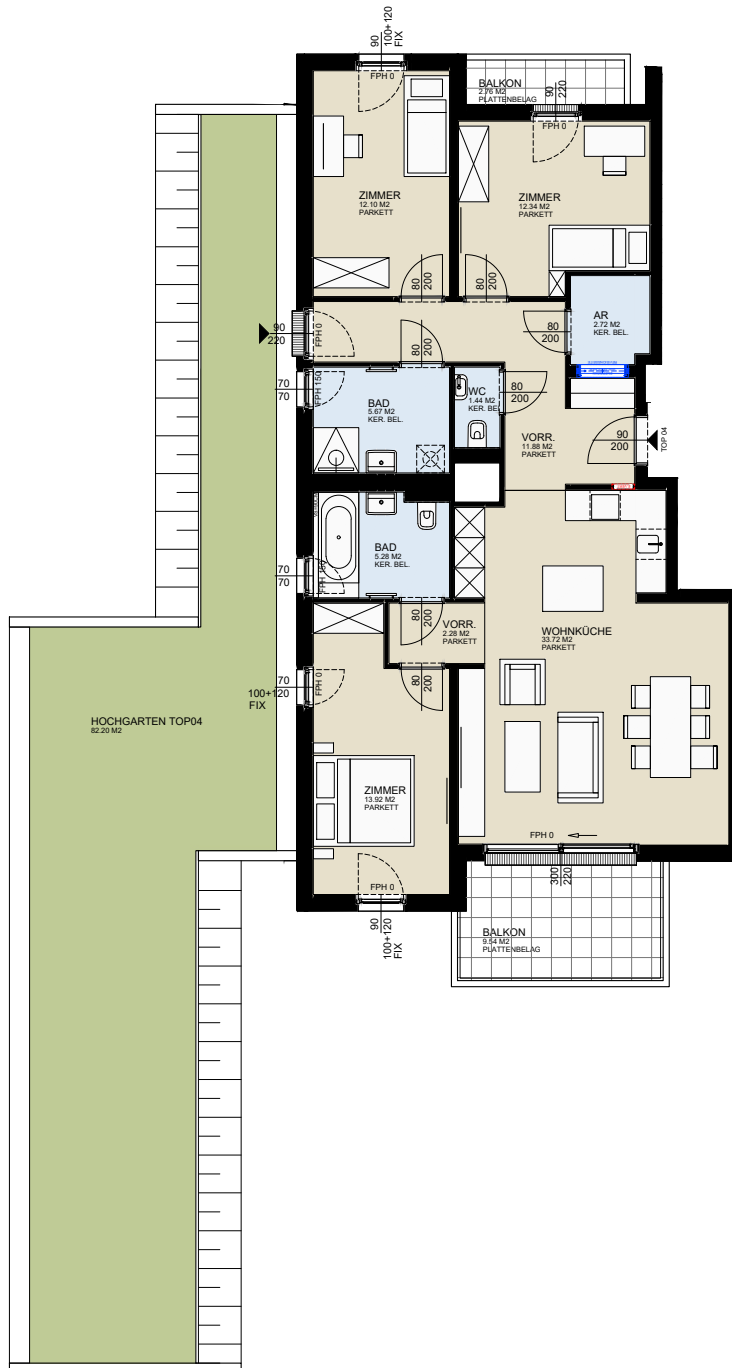 90
100+120
FIX
FPH 0
BALKON
2.76 M2
PLATTENBELAG
90
220
FPH 0
ZIMMER
12.10 M2
PARKETT
ZIMMER
12.34 M2
PARKETT
80
200
80
200
AR
2.72 M2
KER. BEL.
90
220
FPH 0
80
200
80
200
70
70
FPH 150
BAD
5.67 M2
KER. BEL.
WC
1.44 M2
KER. BEL
80
200
VORR.
11.88 M2
PARKETT
90
200
TOP 04
BAD
5.28 M2
KER. BEL.
70
70
FPH 150
80
200
VORR.
2.28 M2
PARKETT
WOHNKÜCHE
33.72 M2
PARKETT
70
100+120
FIX
FPH 0
80
200
HOCHGARTEN TOP04
82.20 M2
ZIMMER
13.92 M2
PARKETT
FPH 0
FPH 0
300
220
90
100+120
FIX
BALKON
9.54 M2
PLATTENBELAG